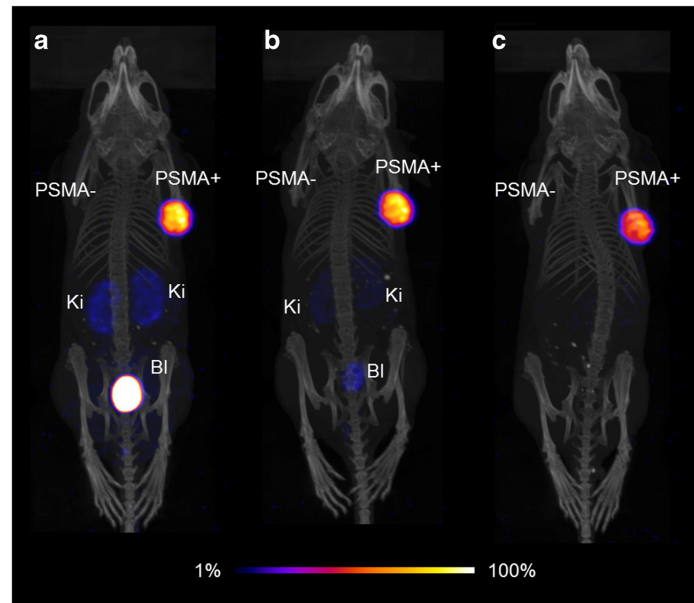 a
b
c
PSMA-
PSMA+
PSMA-
PSMA+
PSMA-
PSMA+
Ki
Ki
Ki
Ki
Bl
Bl
1%
100%